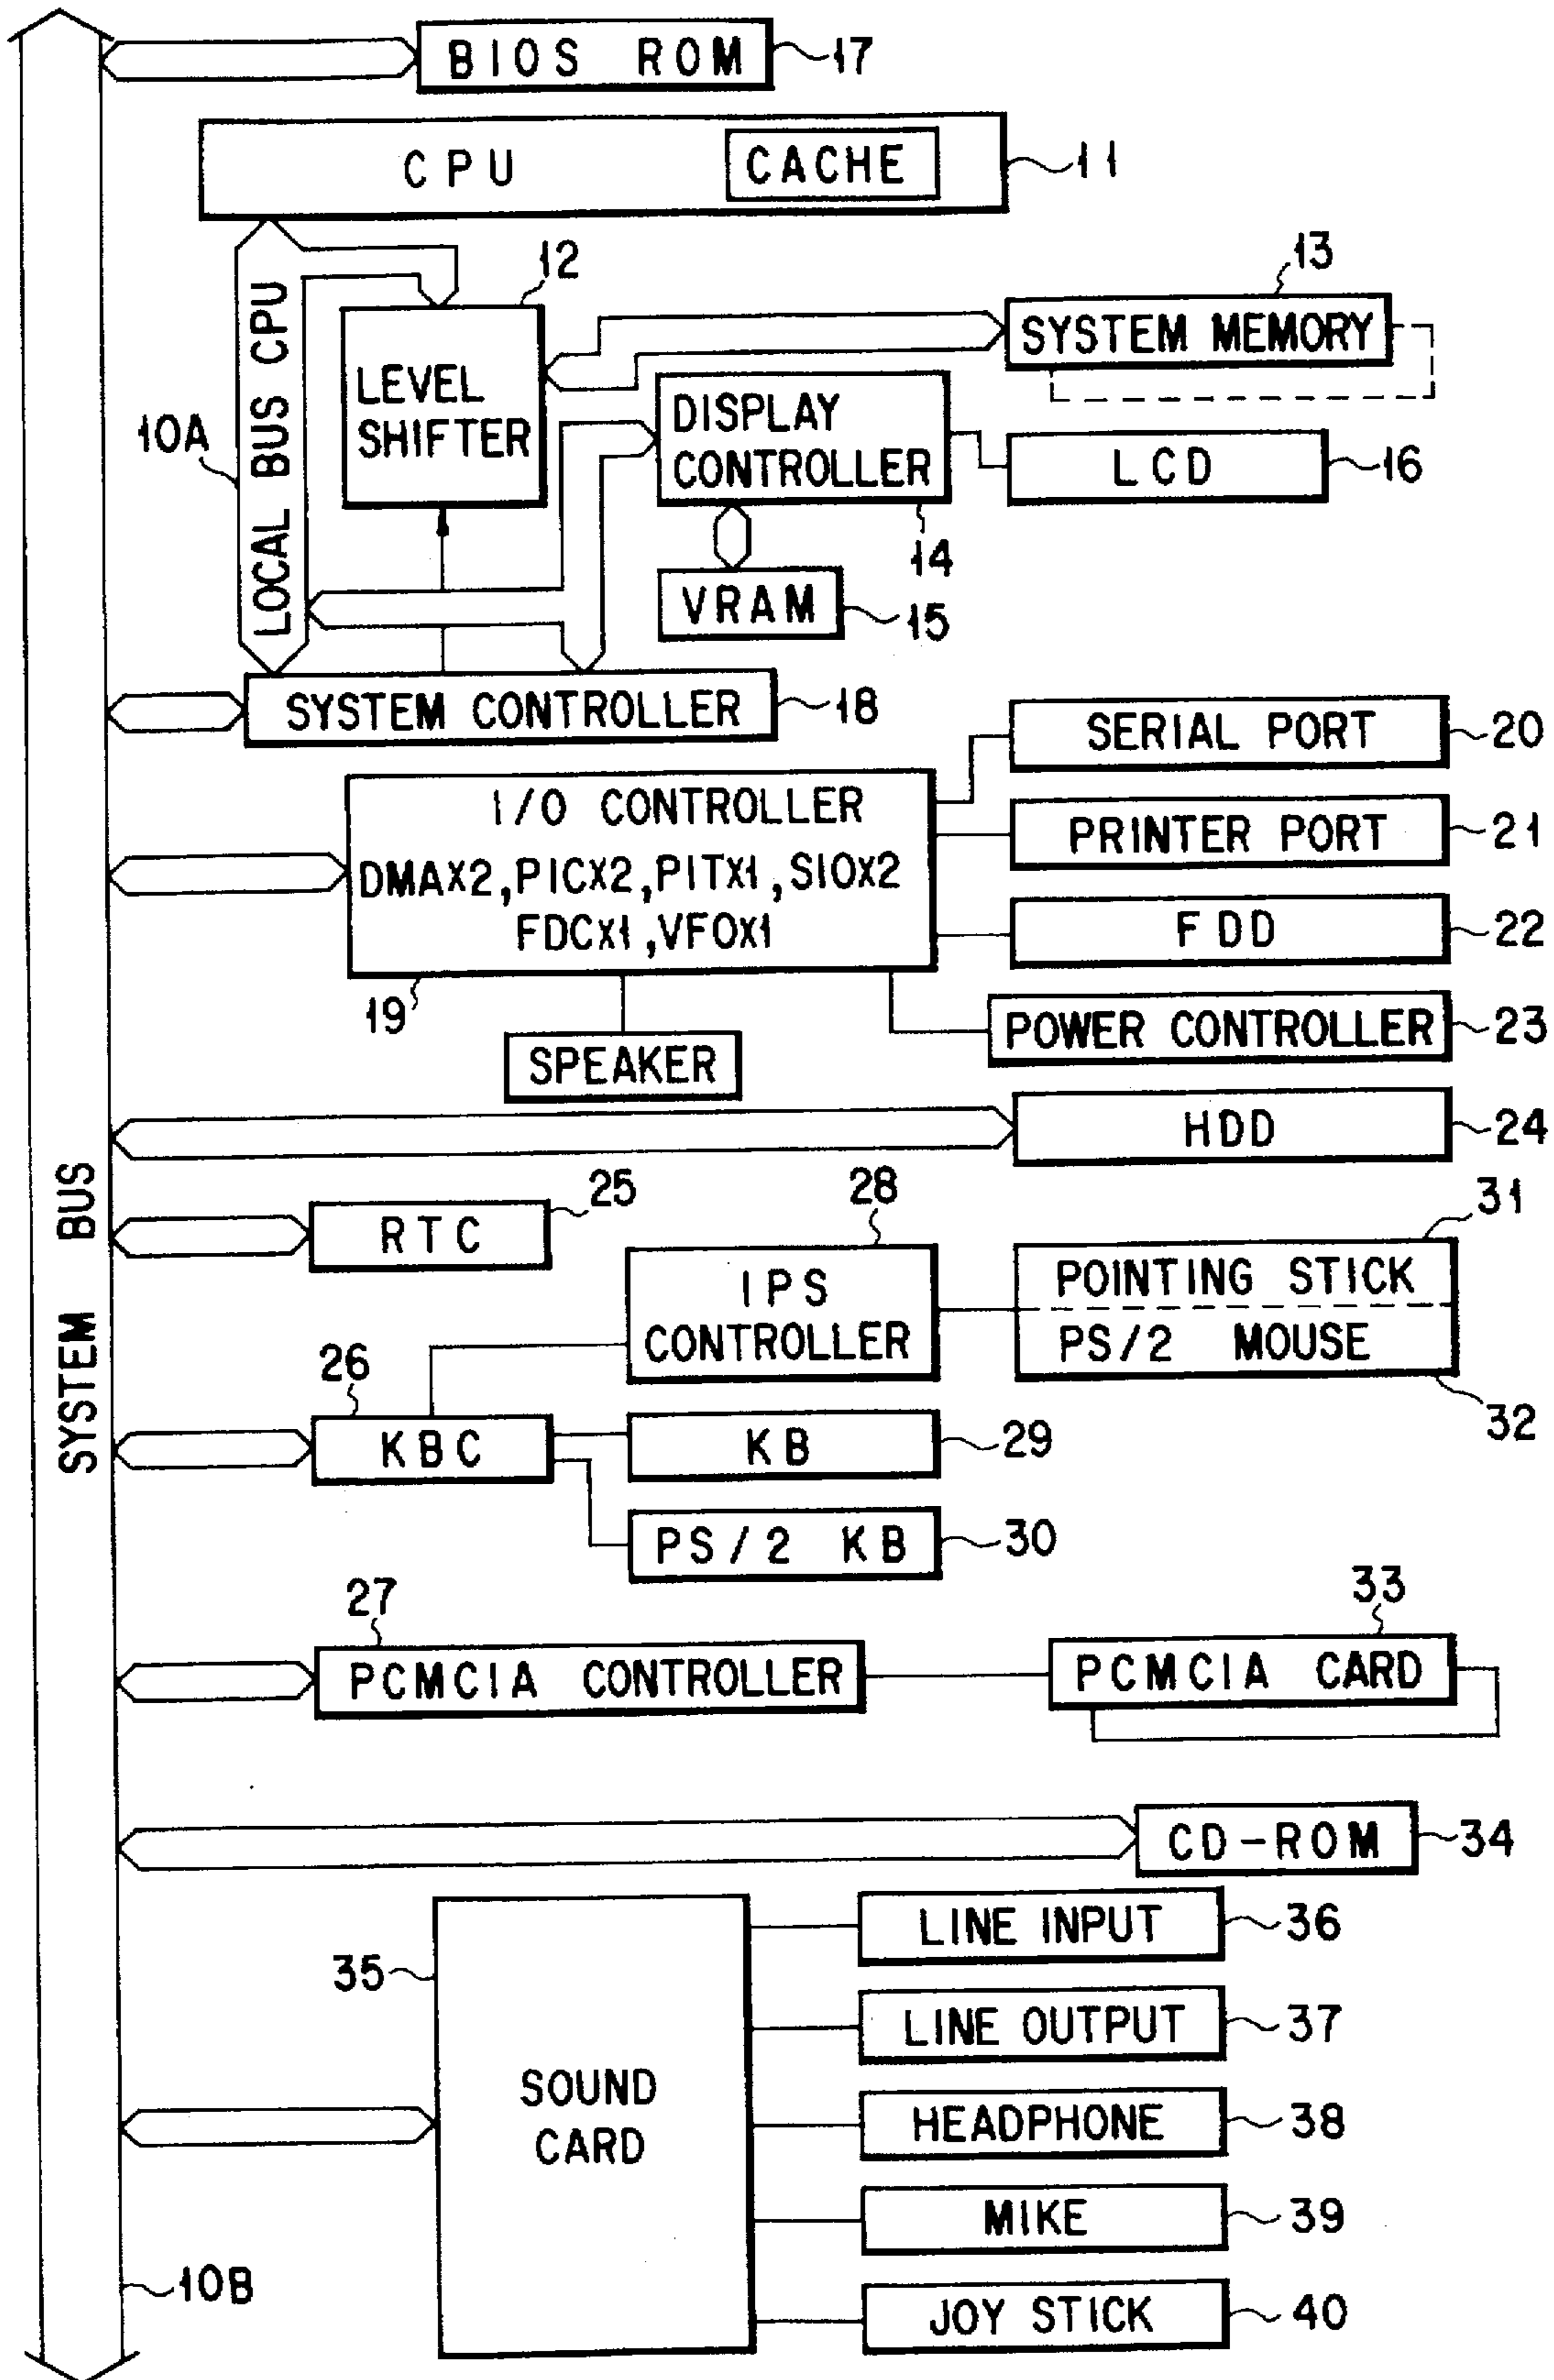 BIOS ROM
17
CPU
CACHE
11
LOCAL BUS CPU
10A
12
LEVEL
SHIFTER
13
SYSTEM MEMORY
DISPLAY
CONTROLLER
14
LCD
16
VRAM
15
SYSTEM CONTROLLER
18
I/O CONTROLLER
DMAX2, PICX2, PITX1, SIOX2
FDCX1, VFOX1
19
SERIAL PORT
20
PRINTER PORT
21
FDD
22
POWER CONTROLLER
23
SPEAKER
HDD
24
SYSTEM BUS
RTC
25
28
IPS
CONTROLLER
31
POINTING STICK
PS/2 MOUSE
32
26
KBC
KB
29
PS/2 KB
30
27
PCMCIA CONTROLLER
33
PCMCIA CARD
CD-ROM
34
35
SOUND
CARD
LINE INPUT
36
LINE OUTPUT
37
HEADPHONE
38
MIKE
39
JOY STICK
40
10B